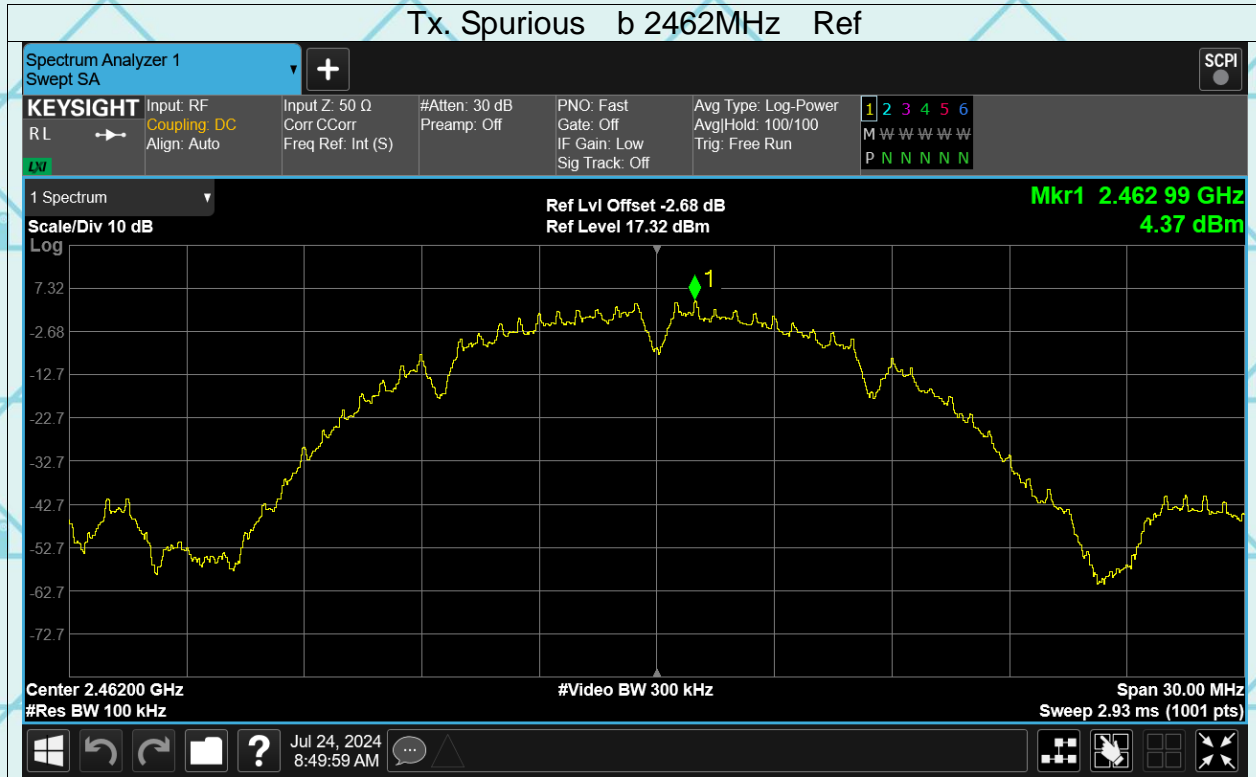 Tx. Spurious b 2462MHz Ref
Spectrum Analyzer 1
Swept SA
SCPI
KEYSIGHT
RL
LXI
Input: RF
Coupling: DC
Align: Auto
Input Z: 50 Ω
Corr CCorr
Freq Ref: Int (S)
#Atten: 30 dB
Preamp: Off
PNO: Fast
Gate: Off
IF Gain: Low
Sig Track: Off
Avg Type: Log-Power
Avg|Hold: 100/100
Trig: Free Run
1 2 3 4 5 6
M W W W W W
P N N N N N
1 Spectrum
Scale/Div 10 dB
Ref Lvl Offset -2.68 dB
Ref Level 17.32 dBm
Mkr1 2.462 99 GHz
4.37 dBm
Log
1
7.32
-2.68
-12.7
-22.7
-32.7
-42.7
-52.7
-62.7
-72.7
Center 2.46200 GHz
#Res BW 100 kHz
#Video BW 300 kHz
Span 30.00 MHz
Sweep 2.93 ms (1001 pts)
Jul 24, 2024
8:49:59 AM